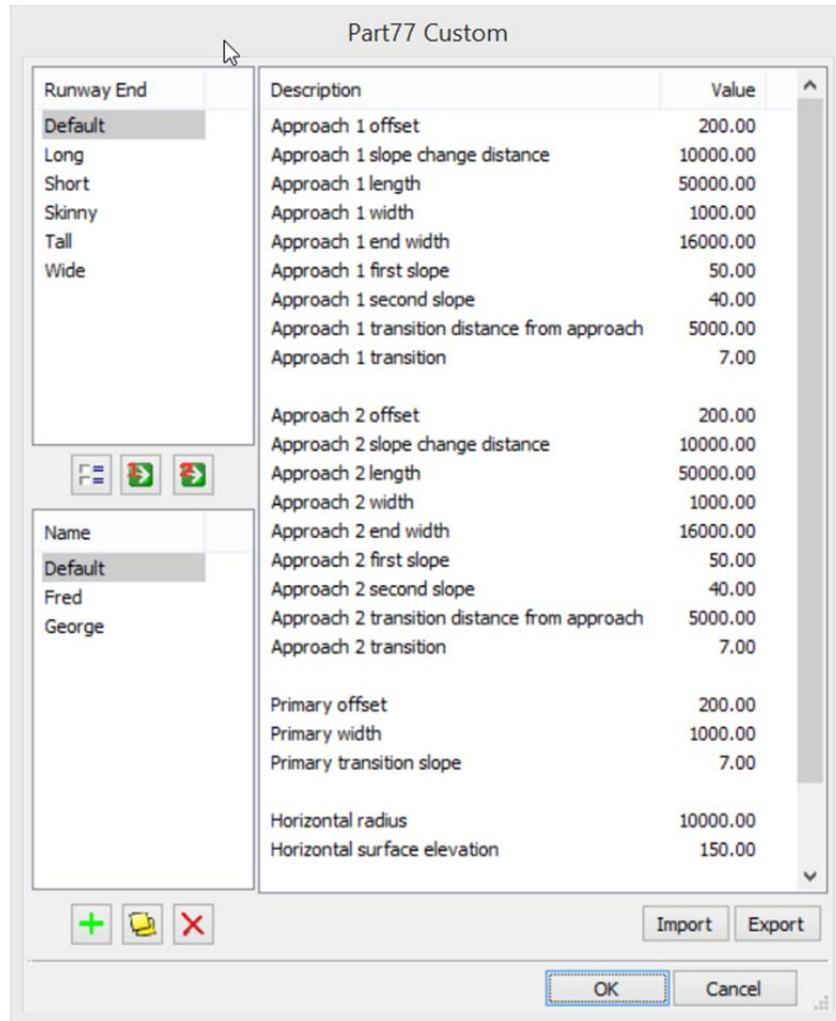 Part77 Custom
Runway End
Default
Long
Short
Skinny
Tall
Wide
Name
Default
Fred
George
Description Value
Approach 1 offset 200.00
Approach 1 slope change distance 10000.00
Approach 1 length 50000.00
Approach 1 width 1000.00
Approach 1 end width 16000.00
Approach 1 first slope 50.00
Approach 1 second slope 40.00
Approach 1 transition distance from approach 5000.00
Approach 1 transition 7.00
Approach 2 offset 200.00
Approach 2 slope change distance 10000.00
Approach 2 length 50000.00
Approach 2 width 1000.00
Approach 2 end width 16000.00
Approach 2 first slope 50.00
Approach 2 second slope 40.00
Approach 2 transition distance from approach 5000.00
Approach 2 transition 7.00
Primary offset 200.00
Primary width 1000.00
Primary transition slope 7.00
Horizontal radius 10000.00
Horizontal surface elevation 150.00
Import Export
OK Cancel